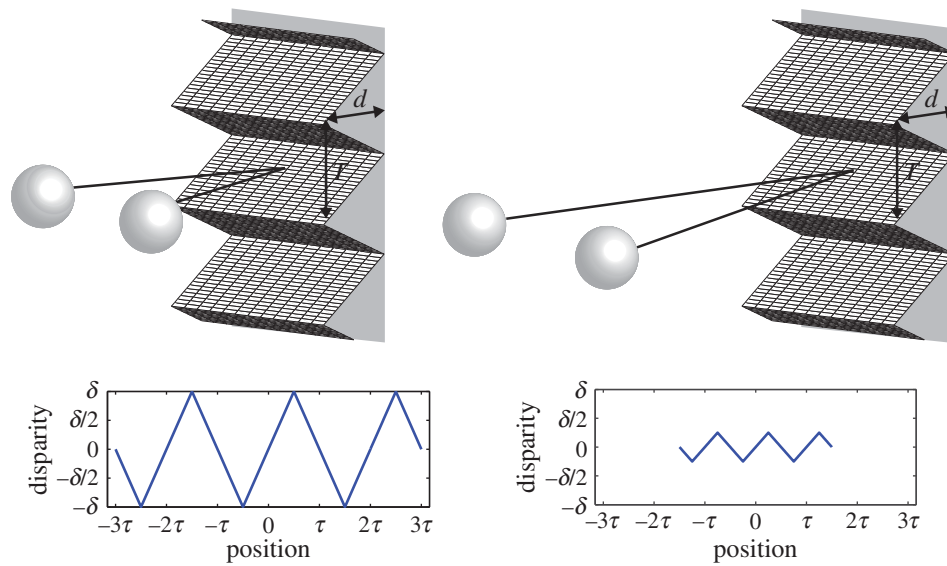 d
T
d
T
δ
δ/2
0
−δ/2
−δ
disparity
−3τ −2τ −τ 0 τ 2τ 3τ
position
δ
δ/2
0
−δ/2
−δ
disparity
−3τ −2τ −τ 0 τ 2τ 3τ
position